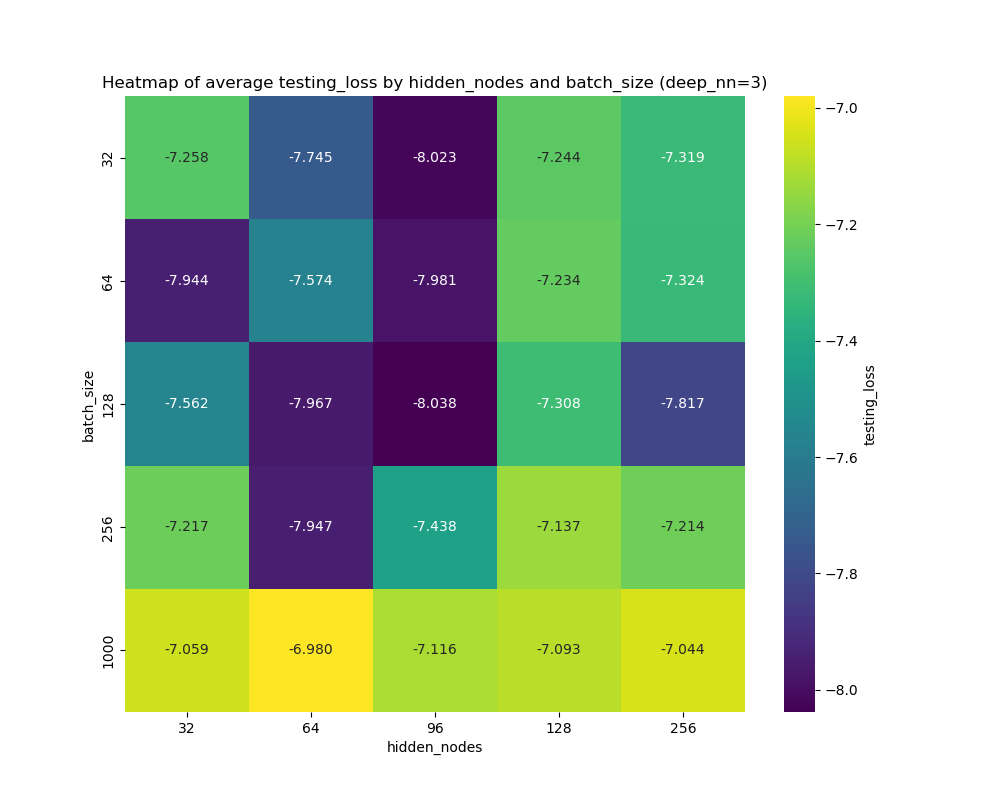 Heatmap of average testing_loss by hidden_nodes and batch_size (deep_nn=3)
32 -7.258 -7.745 -8.023 -7.244 -7.319
64 -7.944 -7.574 -7.981 -7.234 -7.324
128 -7.562 -7.967 -8.038 -7.308 -7.817
256 -7.217 -7.947 -7.438 -7.137 -7.214
1000 -7.059 -6.980 -7.116 -7.093 -7.044
32 64 96 128 256
hidden_nodes
batch_size
−7.0
−7.2
−7.4
−7.6
−7.8
−8.0
testing_loss